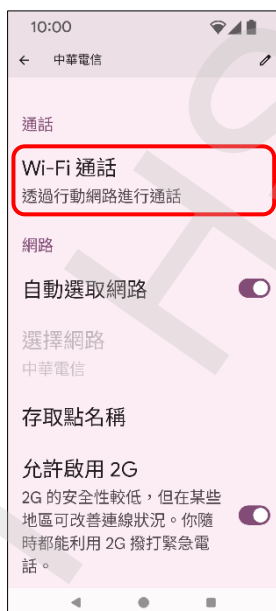 10:00
中華電信
通話
Wi-Fi 通話
透過行動網路進行通話
網路
自動選取網路
選擇網路
中華電信
存取點名稱
允許啟用 2G
2G 的安全性較低，但在某些
地區可改善連線狀況。你隨
時都能利用 2G 撥打緊急電
話。